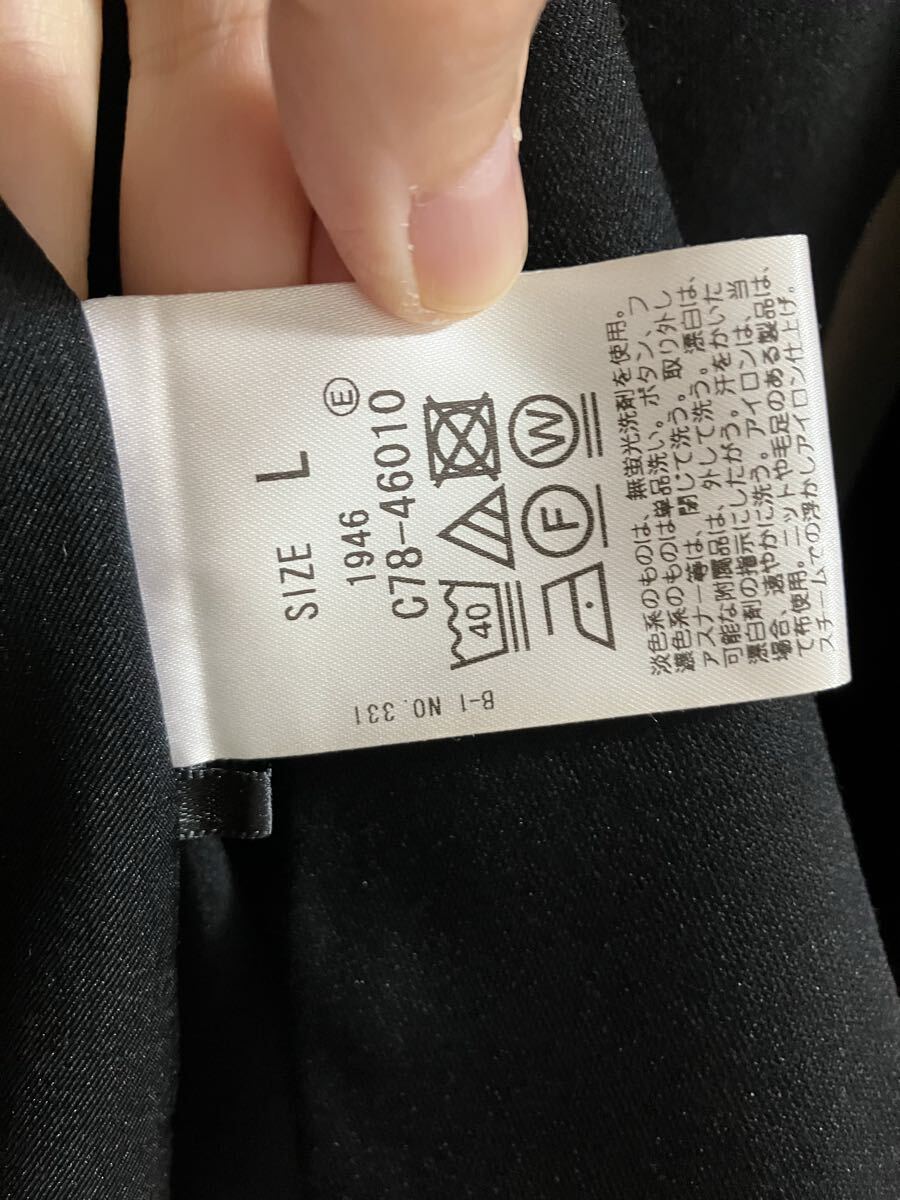 SIZE L
E
1946
C78-46010
40
W
F
淡色系のものは、無蛍光洗剤を使用。
濃色系のものは単品洗い。ボタン、フ
ァスナー等は、閉じて洗う。取り外し
可能な附属品は、外して洗う。漂白は、
漂白剤の指示にしたがう。汗をかいた
場合、速やかに洗う。アイロンは、当
て布使用。ニットや毛足のある製品は、
スチームでの浮かしアイロン仕上げ。
B-1 NO.331